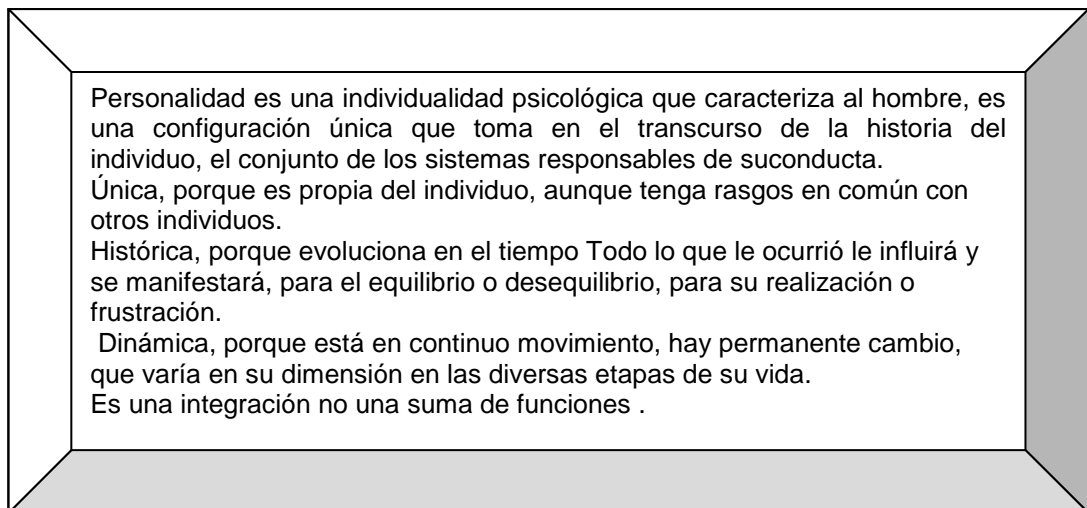 Personalidad es una individualidad psicológica que caracteriza al hombre, es
una configuración única que toma en el transcurso de la historia del
individuo, el conjunto de los sistemas responsables de suconducta.
Única, porque es propia del individuo, aunque tenga rasgos en común con
otros individuos.
Histórica, porque evoluciona en el tiempo Todo lo que le ocurrió le influirá y
se manifestará, para el equilibrio o desequilibrio, para su realización o
frustración.
Dinámica, porque está en continuo movimiento, hay permanente cambio,
que varía en su dimensión en las diversas etapas de su vida.
Es una integración no una suma de funciones .